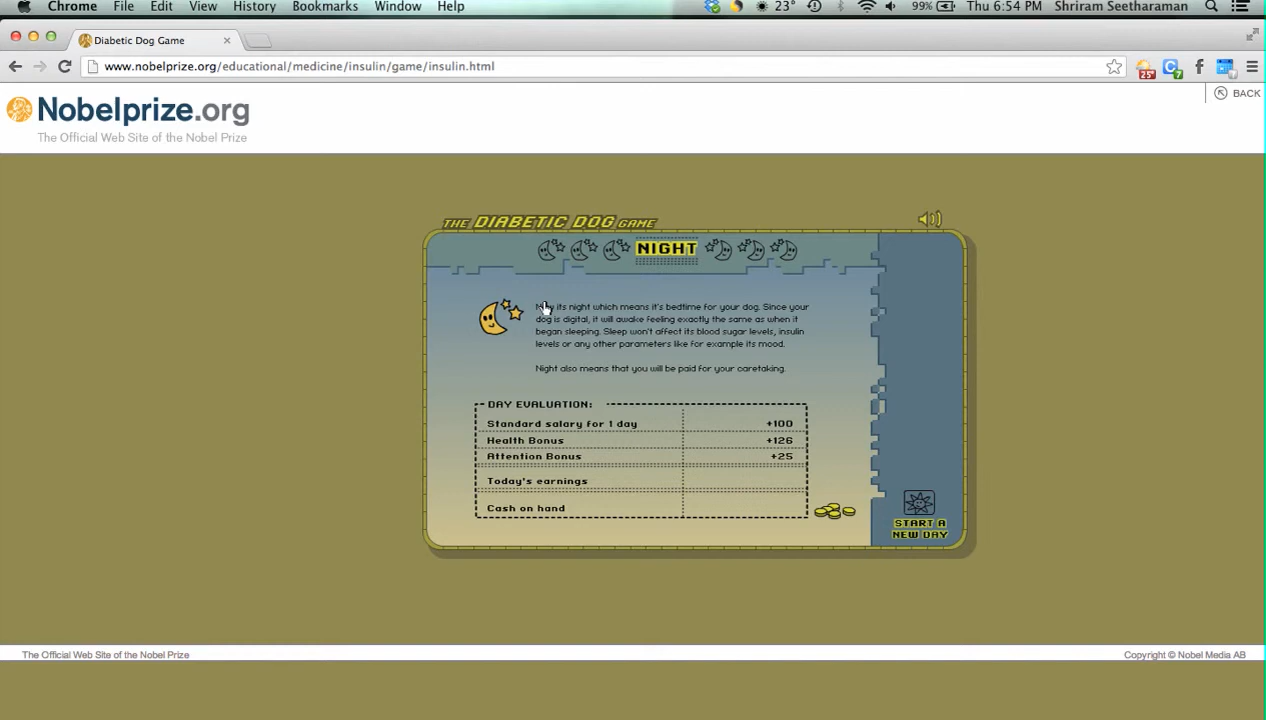 Chrome File Edit View History Bookmarks Window Help 23° 99% Thu 6:54 PM Shriram Seetharaman
Diabetic Dog Game
www.nobelprize.org/educational/medicine/insulin/game/insulin.html
25° 7
Nobelprize.org
BACK
The Official Web Site of the Nobel Prize
THE DIABETIC DOG GAME
NIGHT
its night which means it's bedtime for your dog. Since your
dog is digital, it will awake feeling exactly the same as when it
began sleeping. Sleep won't affect its blood sugar levels, insulin
levels or any other parameters like for example its mood.
Night also means that you will be paid for your caretaking.
DAY EVALUATION:
Standard salary for 1 day +100
Health Bonus +126
Attention Bonus +25
Today's earnings
Cash on hand
START A
NEW DAY
The Official Web Site of the Nobel Prize
Copyright © Nobel Media AB